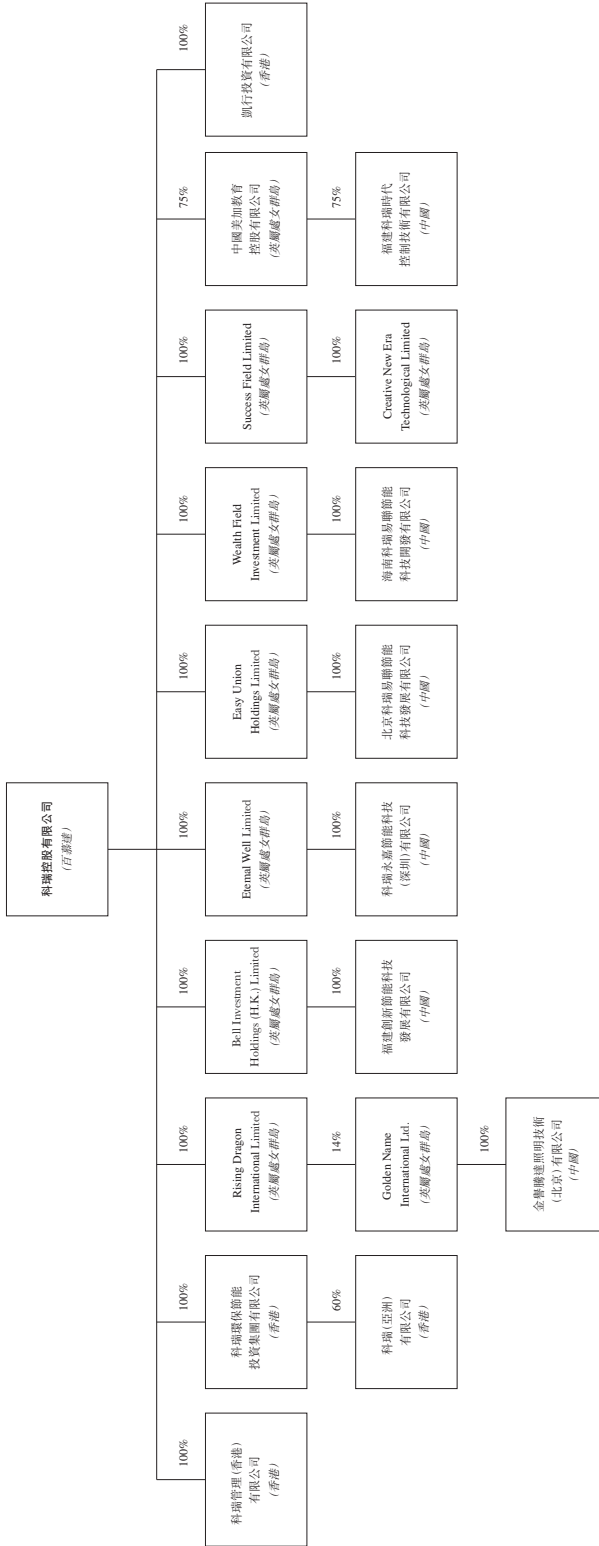 科瑞控股有限公司
(百慕達)
100%
100%
100%
100%
100%
100%
100%
100%
75%
100%
科瑞管理(香港)
有限公司
(香港)
科瑞環保節能
投資集團有限公司
(香港)
Rising Dragon
International Limited
(英屬處女群島)
Bell Investment
Holdings (H.K.) Limited
(英屬處女群島)
Eternal Well Limited
(英屬處女群島)
Easy Union
Holdings Limited
(英屬處女群島)
Wealth Field
Investment Limited
(英屬處女群島)
Success Field Limited
(英屬處女群島)
中國美加教育
控股有限公司
(英屬處女群島)
凱行投資有限公司
(香港)
60%
14%
100%
100%
100%
100%
100%
75%
科瑞(亞洲)
有限公司
(香港)
Golden Name
International Ltd.
(英屬處女群島)
福建創新節能科技
發展有限公司
(中國)
科瑞永嘉節能科技
(深圳)有限公司
(中國)
北京科瑞易聯節能
科技發展有限公司
(中國)
海南科瑞易聯節能
科技開發有限公司
(中國)
Creative New Era
Technological Limited
(英屬處女群島)
福建科瑞時代
控制技術有限公司
(中國)
100%
金譽騰達照明技術
(北京)有限公司
(中國)